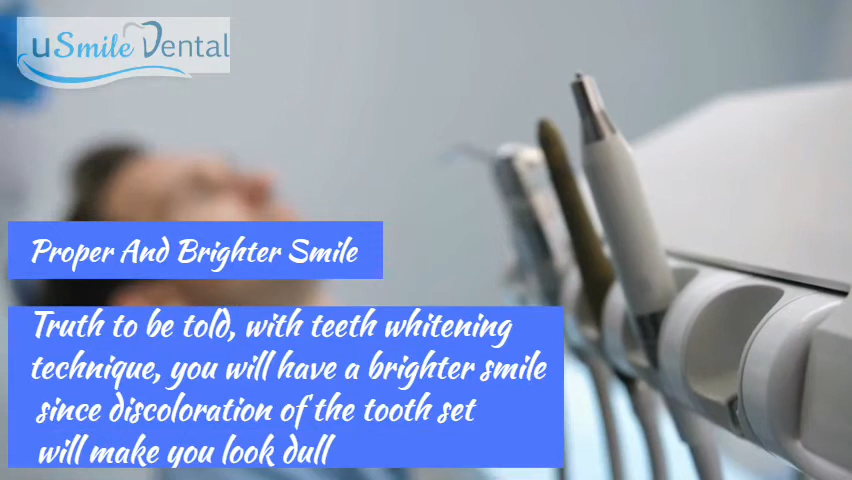 uSmile Dental
Proper And Brighter Smile
Truth to be told, with teeth whitening
technique, you will have a brighter smile
since discoloration of the tooth set
will make you look dull